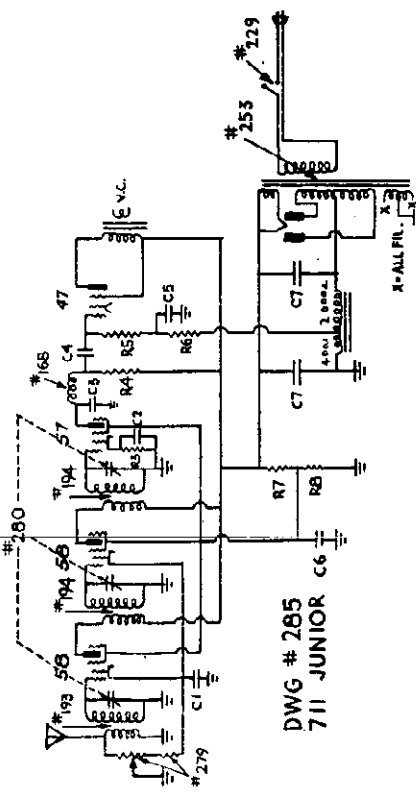 #229
#253
X
X
X=ALL FIL.
V.C.
47
C5
R5
R6
C4
#168
C3
R4
C7
2000Ω
400Ω
C7
57
C2
R3
#194
#280
58
#194
58
#193
C1
#279
R7
R8
C6
DWG # 285
711 JUNIOR